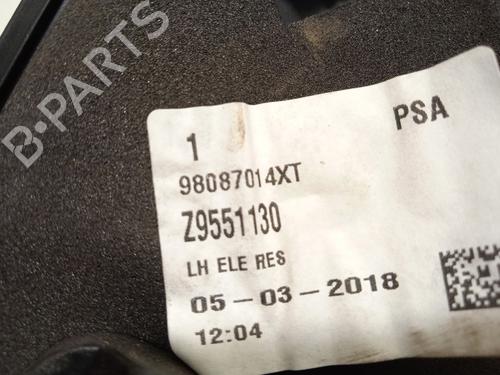 B-PARTS
PSA
1
98087014XT
Z9551130
LH ELE RES
05-03-2018
12:04